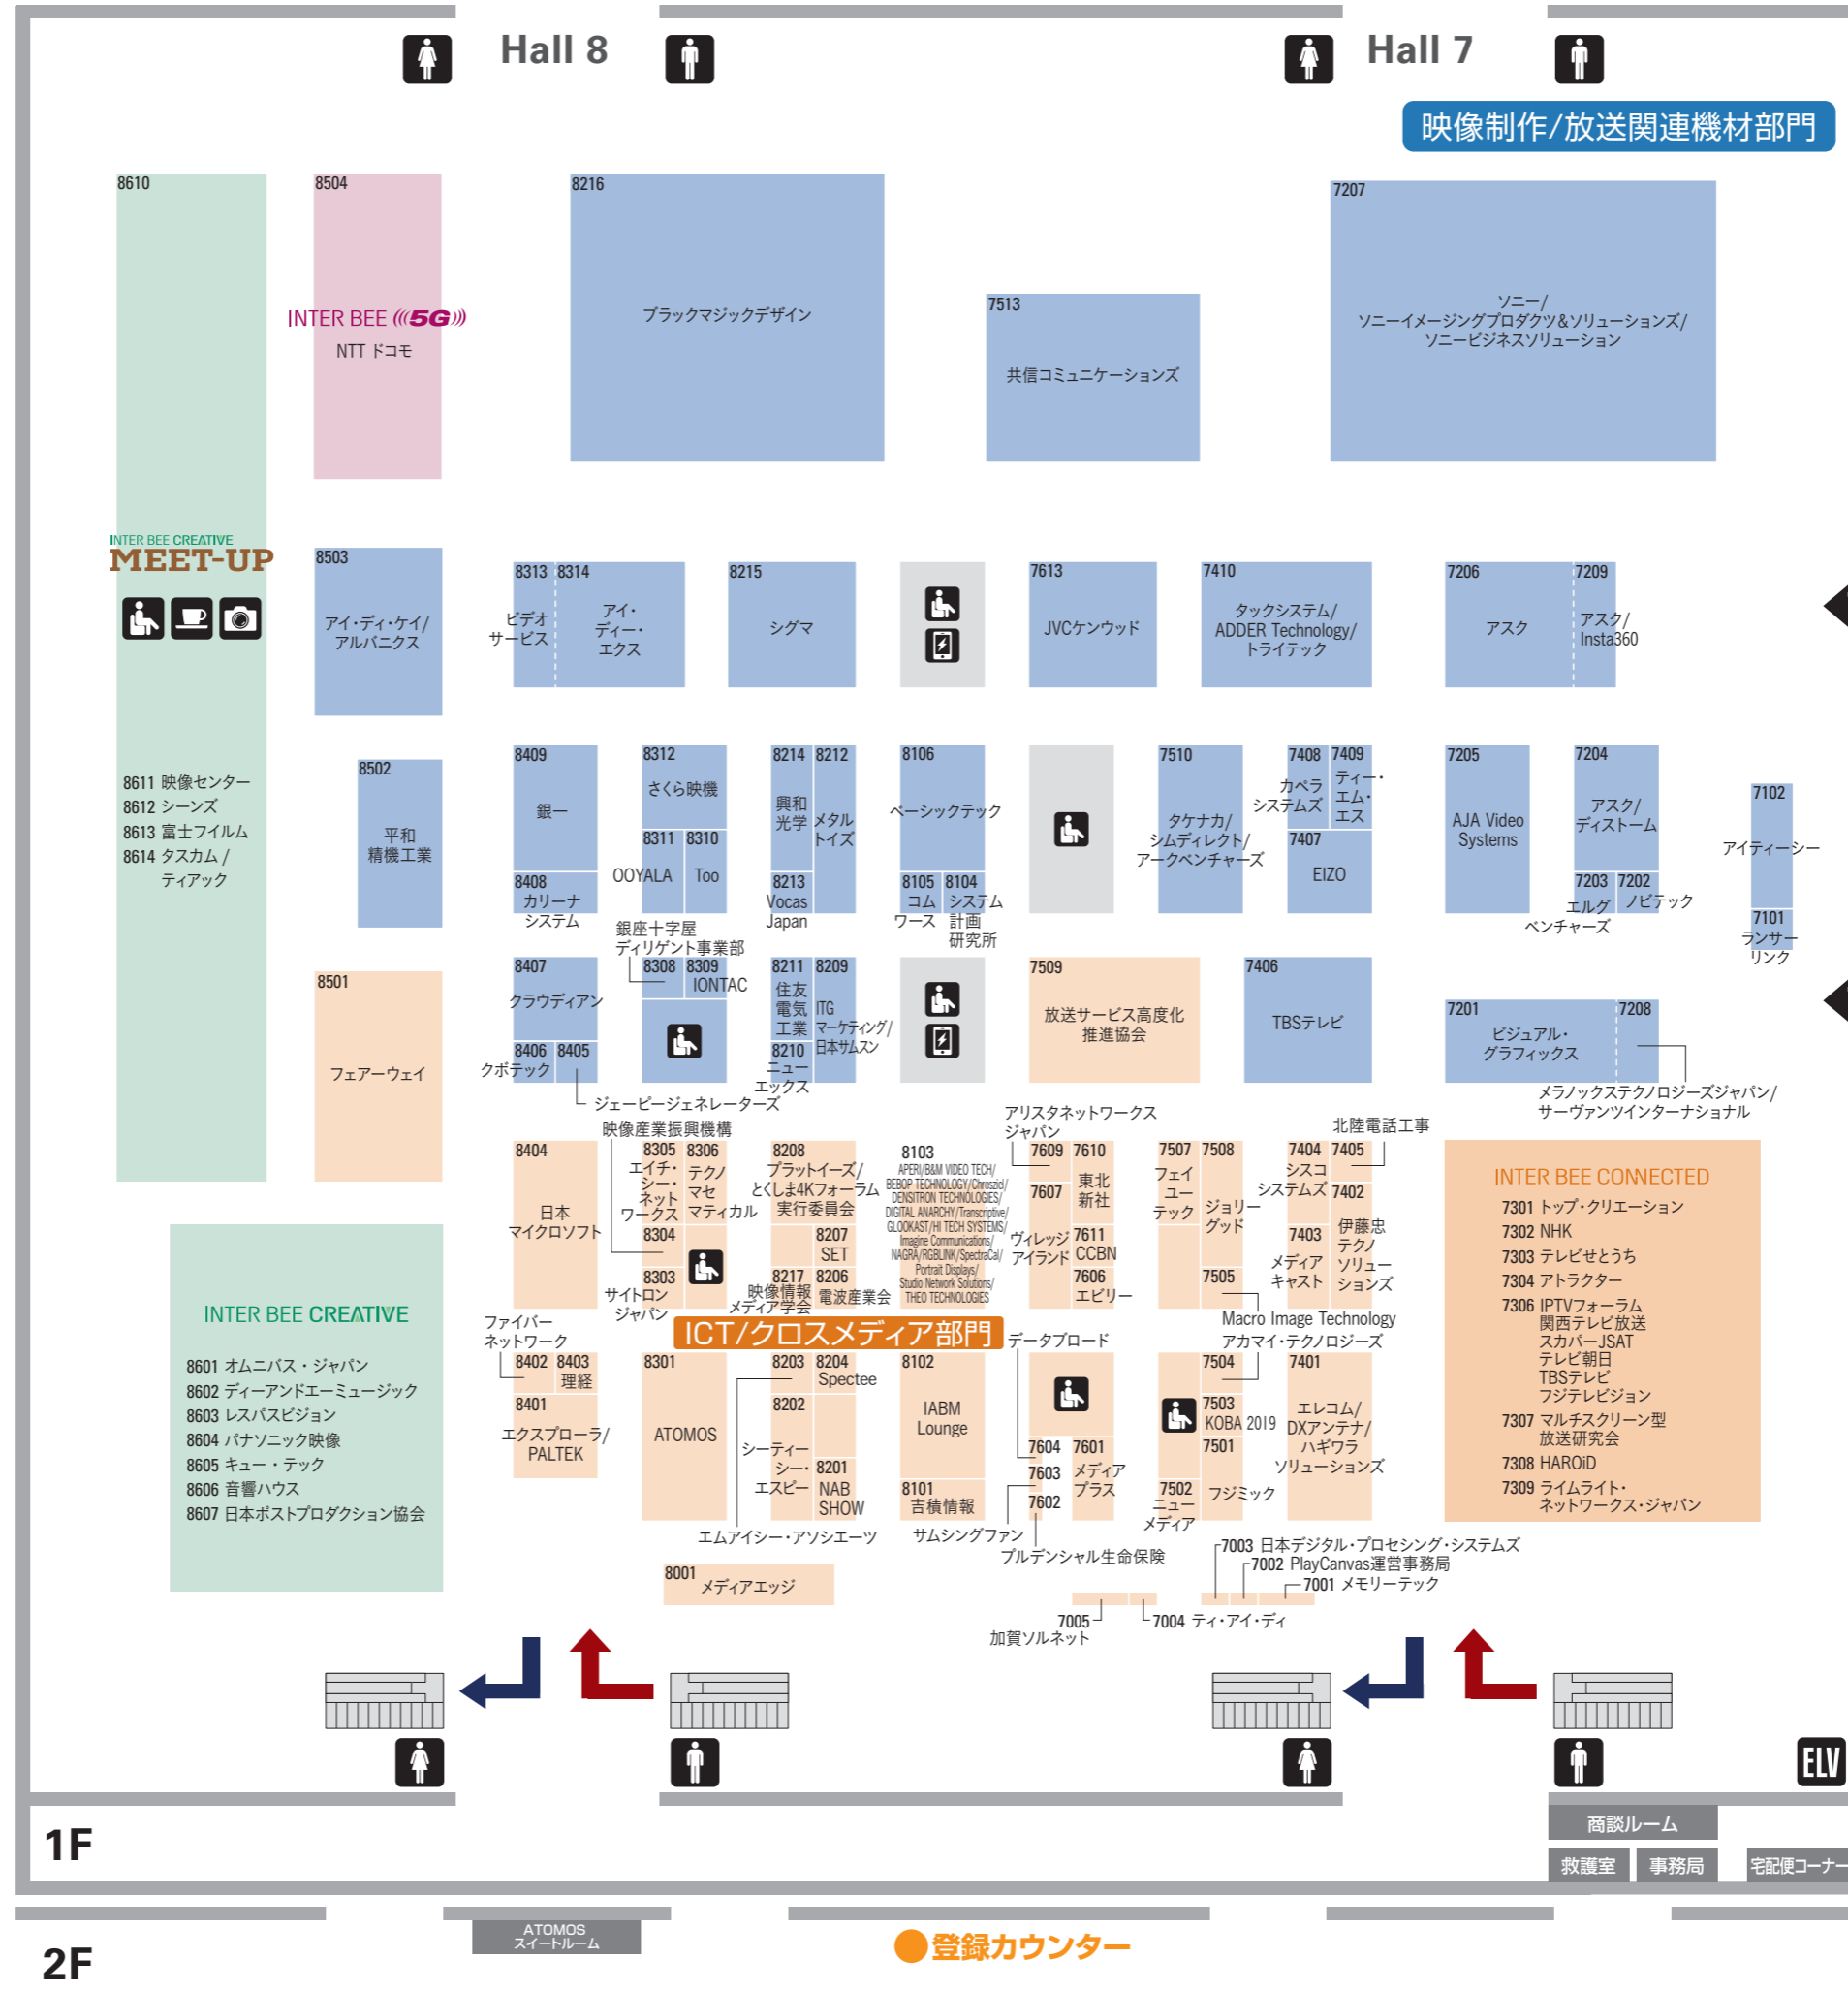 Hall 8
Hall 7
映像制作/放送関連機材部門
8610
8504
INTER BEE (((5G)))
NTT ドコモ
8216
ブラックマジックデザイン
7513
共信コミュニケーションズ
7207
ソニー/
ソニーイメージングプロダクツ&ソリューションズ/
ソニービジネスソリューション
INTER BEE CREATIVE
MEET-UP
8611 映像センター
8612 シーンズ
8613 富士フイルム
8614 タスカム /
ティアック
8503
アイ・ディ・ケイ/
アルバニクス
8313
ビデオ
サービス
8314
アイ・
ディー・
エクス
8215
シグマ
7613
JVCケンウッド
7410
タックシステム/
ADDER Technology/
トライテック
7206
アスク
7209
アスク/
Insta360
8502
平和
精機工業
8409
銀一
8408
カリーナ
システム
8312
さくら映機
8311
OOYALA
8310
Too
8214
興和
光学
8212
メタル
トイズ
8213
Vocas
Japan
8106
ベーシックテック
8105
コム
ワース
8104
システム
計画
研究所
7510
タケナカ/
シムディレクト/
アークベンチャーズ
7408
カペラ
システムズ
7409
ティー・
エム・
エス
7407
EIZO
7205
AJA Video
Systems
7204
アスク/
ディストーム
7203
エルグ
ベンチャーズ
7202
ノビテック
7102
アイティーシー
7101
ランサー
リンク
8501
フェアーウェイ
8407
クラウディアン
8406
クボテック
8405
ジェーピージェネレーターズ
銀座十字屋
ディリゲント事業部
8308
8309
IONTAC
8211
住友
電気
工業
8209
ITG
マーケティング/
日本サムスン
8210
ニュー
エックス
7509
放送サービス高度化
推進協会
7406
TBSテレビ
7201
ビジュアル・
グラフィックス
7208
メラノックステクノロジーズジャパン/
サーヴァンツインターナショナル
8404
日本
マイクロソフト
映像産業振興機構
8305
エイチ・
シー・
ネット
ワークス
8306
テクノ
マセ
マティカル
8304
8303
サイトロン
ジャパン
8208
プラットイーズ/
とくしま4Kフォーラム
実行委員会
8207
SET
8217
映像情報
メディア学会
8206
電波産業会
8103
APERI/B&M VIDEO TECH/
BEBOP TECHNOLOGY/Chrosziel/
DENSITRON TECHNOLOGIES/
DIGITAL ANARCHY/Transcriptive/
GLOOKAST/HI TECH SYSTEMS/
Imagine Communications/
NAGRA/RGBLINK/SpectraCal/
Portrait Displays/
Studio Network Solutions/
THEO TECHNOLOGIES
アリスタネットワークス
ジャパン
7609
7610
東北
新社
7607
ヴィレッジ
アイランド
7611
CCBN
7606
エビリー
7507
フェイ
ユー
テック
7508
ジョリー
グッド
7505
Macro Image Technology
北陸電話工事
7404
シスコ
システムズ
7405
7402
伊藤忠
テクノ
ソリュー
ションズ
7403
メディア
キャスト
INTER BEE CONNECTED
7301 トップ・クリエーション
7302 NHK
7303 テレビせとうち
7304 アトラクター
7306 IPTVフォーラム
関西テレビ放送
スカパーJSAT
テレビ朝日
TBSテレビ
フジテレビジョン
7307 マルチスクリーン型
放送研究会
7308 HAROiD
7309 ライムライト・
ネットワークス・ジャパン
INTER BEE CREATIVE
8601 オムニバス・ジャパン
8602 ディーアンドエーミュージック
8603 レスパスビジョン
8604 パナソニック映像
8605 キュー・テック
8606 音響ハウス
8607 日本ポストプロダクション協会
ICT/クロスメディア部門
ファイバー
ネットワーク
8402
8403
理経
8401
エクスプローラ/
PALTEK
8301
ATOMOS
8203
8204
Spectee
8202
シーティー
シー・
エスピー
8201
NAB
SHOW
エムアイシー・アソシエーツ
8102
IABM
Lounge
8101
吉積情報
データブロード
7604
7601
メディア
プラス
7603
7602
サムシングファン
プルデンシャル生命保険
アカマイ・テクノロジーズ
7504
7503
KOBA 2019
7501
フジミック
7502
ニュー
メディア
7401
エレコム/
DXアンテナ/
ハギワラ
ソリューションズ
8001
メディアエッジ
7003 日本デジタル・プロセシング・システムズ
7002 PlayCanvas運営事務局
7001 メモリーテック
7005
加賀ソルネット
7004 ティ・アイ・ディ
ELV
商談ルーム
救護室
事務局
宅配便コーナー
1F
ATOMOS
スイートルーム
登録カウンター
2F